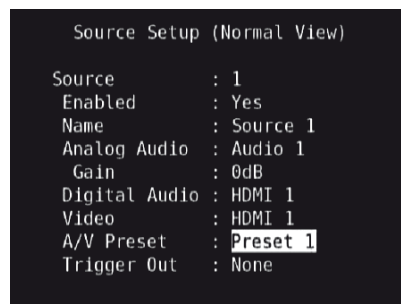 Source Setup (Normal View)
Source : 1
Enabled : Yes
Name : Source 1
Analog Audio : Audio 1
Gain : 0dB
Digital Audio : HDMI 1
Video : HDMI 1
A/V Preset : Preset 1
Trigger Out : None